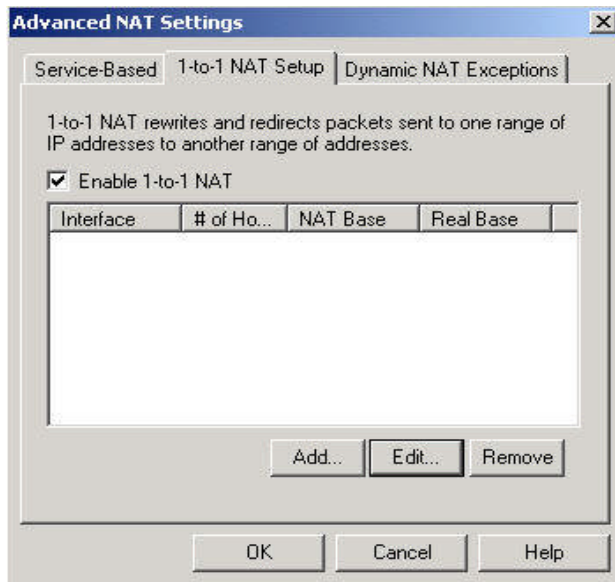 Advanced NAT Settings
Service-Based 1-to-1 NAT Setup Dynamic NAT Exceptions
1-to-1 NAT rewrites and redirects packets sent to one range of
IP addresses to another range of addresses.
Enable 1-to-1 NAT
Interface # of Ho... NAT Base Real Base
Add... Edit... Remove
OK Cancel Help